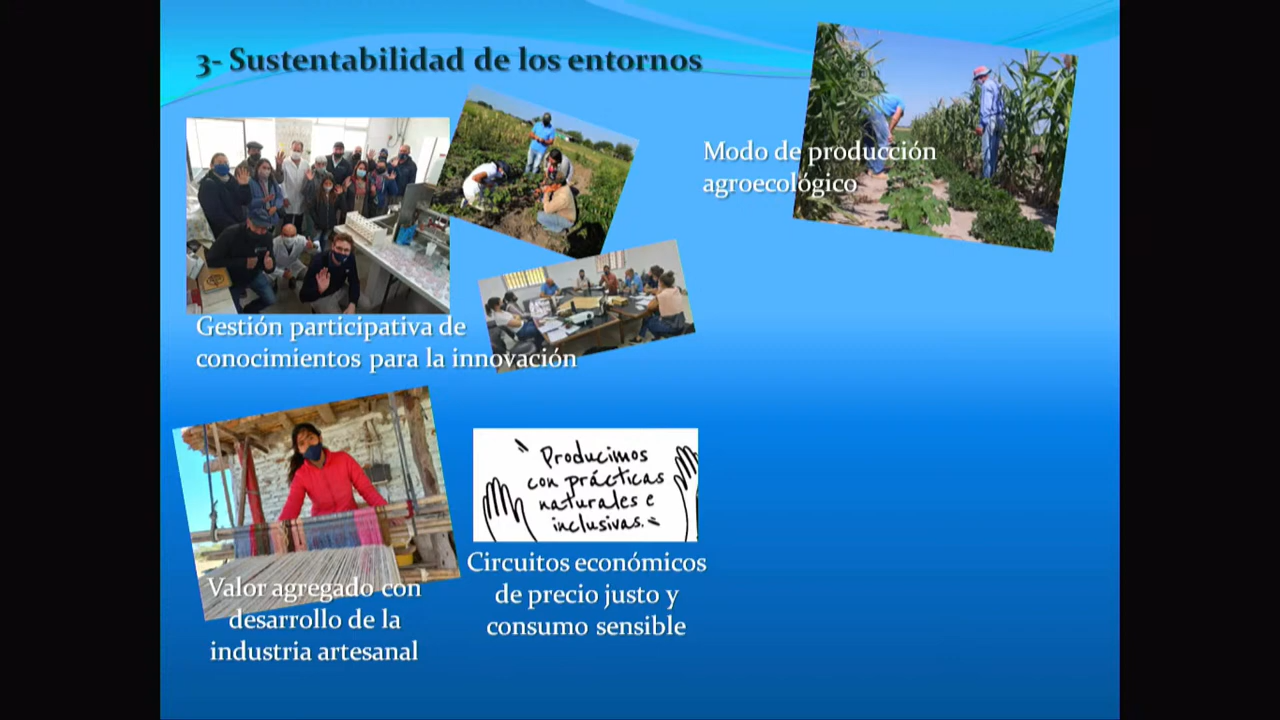 3- Sustentabilidad de los entornos
Modo de producción
agroecológico
Gestión participativa de
conocimientos para la innovación
"Producimos
con prácticas
naturales e
inclusivas."
Valor agregado con
desarrollo de la
industria artesanal
Circuitos económicos
de precio justo y
consumo sensible